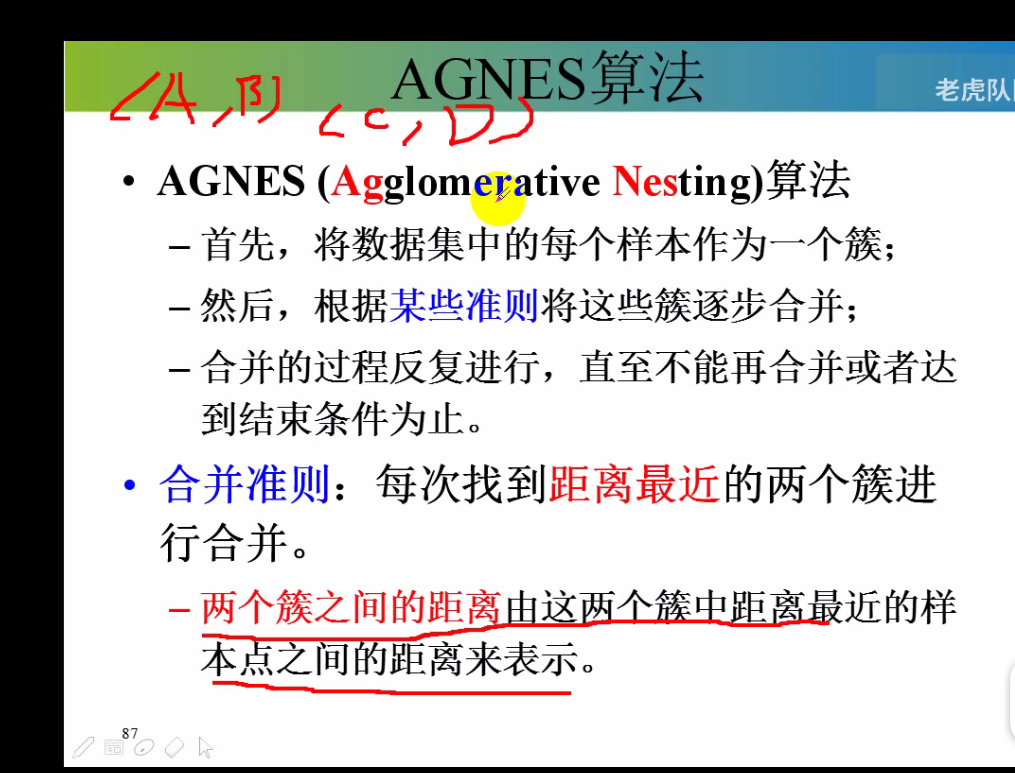 AGNES算法
老虎队
(A,B) (C,D)
• AGNES (Agglomerative Nesting)算法
– 首先，将数据集中的每个样本作为一个簇；
– 然后，根据某些准则将这些簇逐步合并；
– 合并的过程反复进行，直至不能再合并或者达
到结束条件为止。
• 合并准则：每次找到距离最近的两个簇进
行合并。
– 两个簇之间的距离由这两个簇中距离最近的样
本点之间的距离来表示。
87